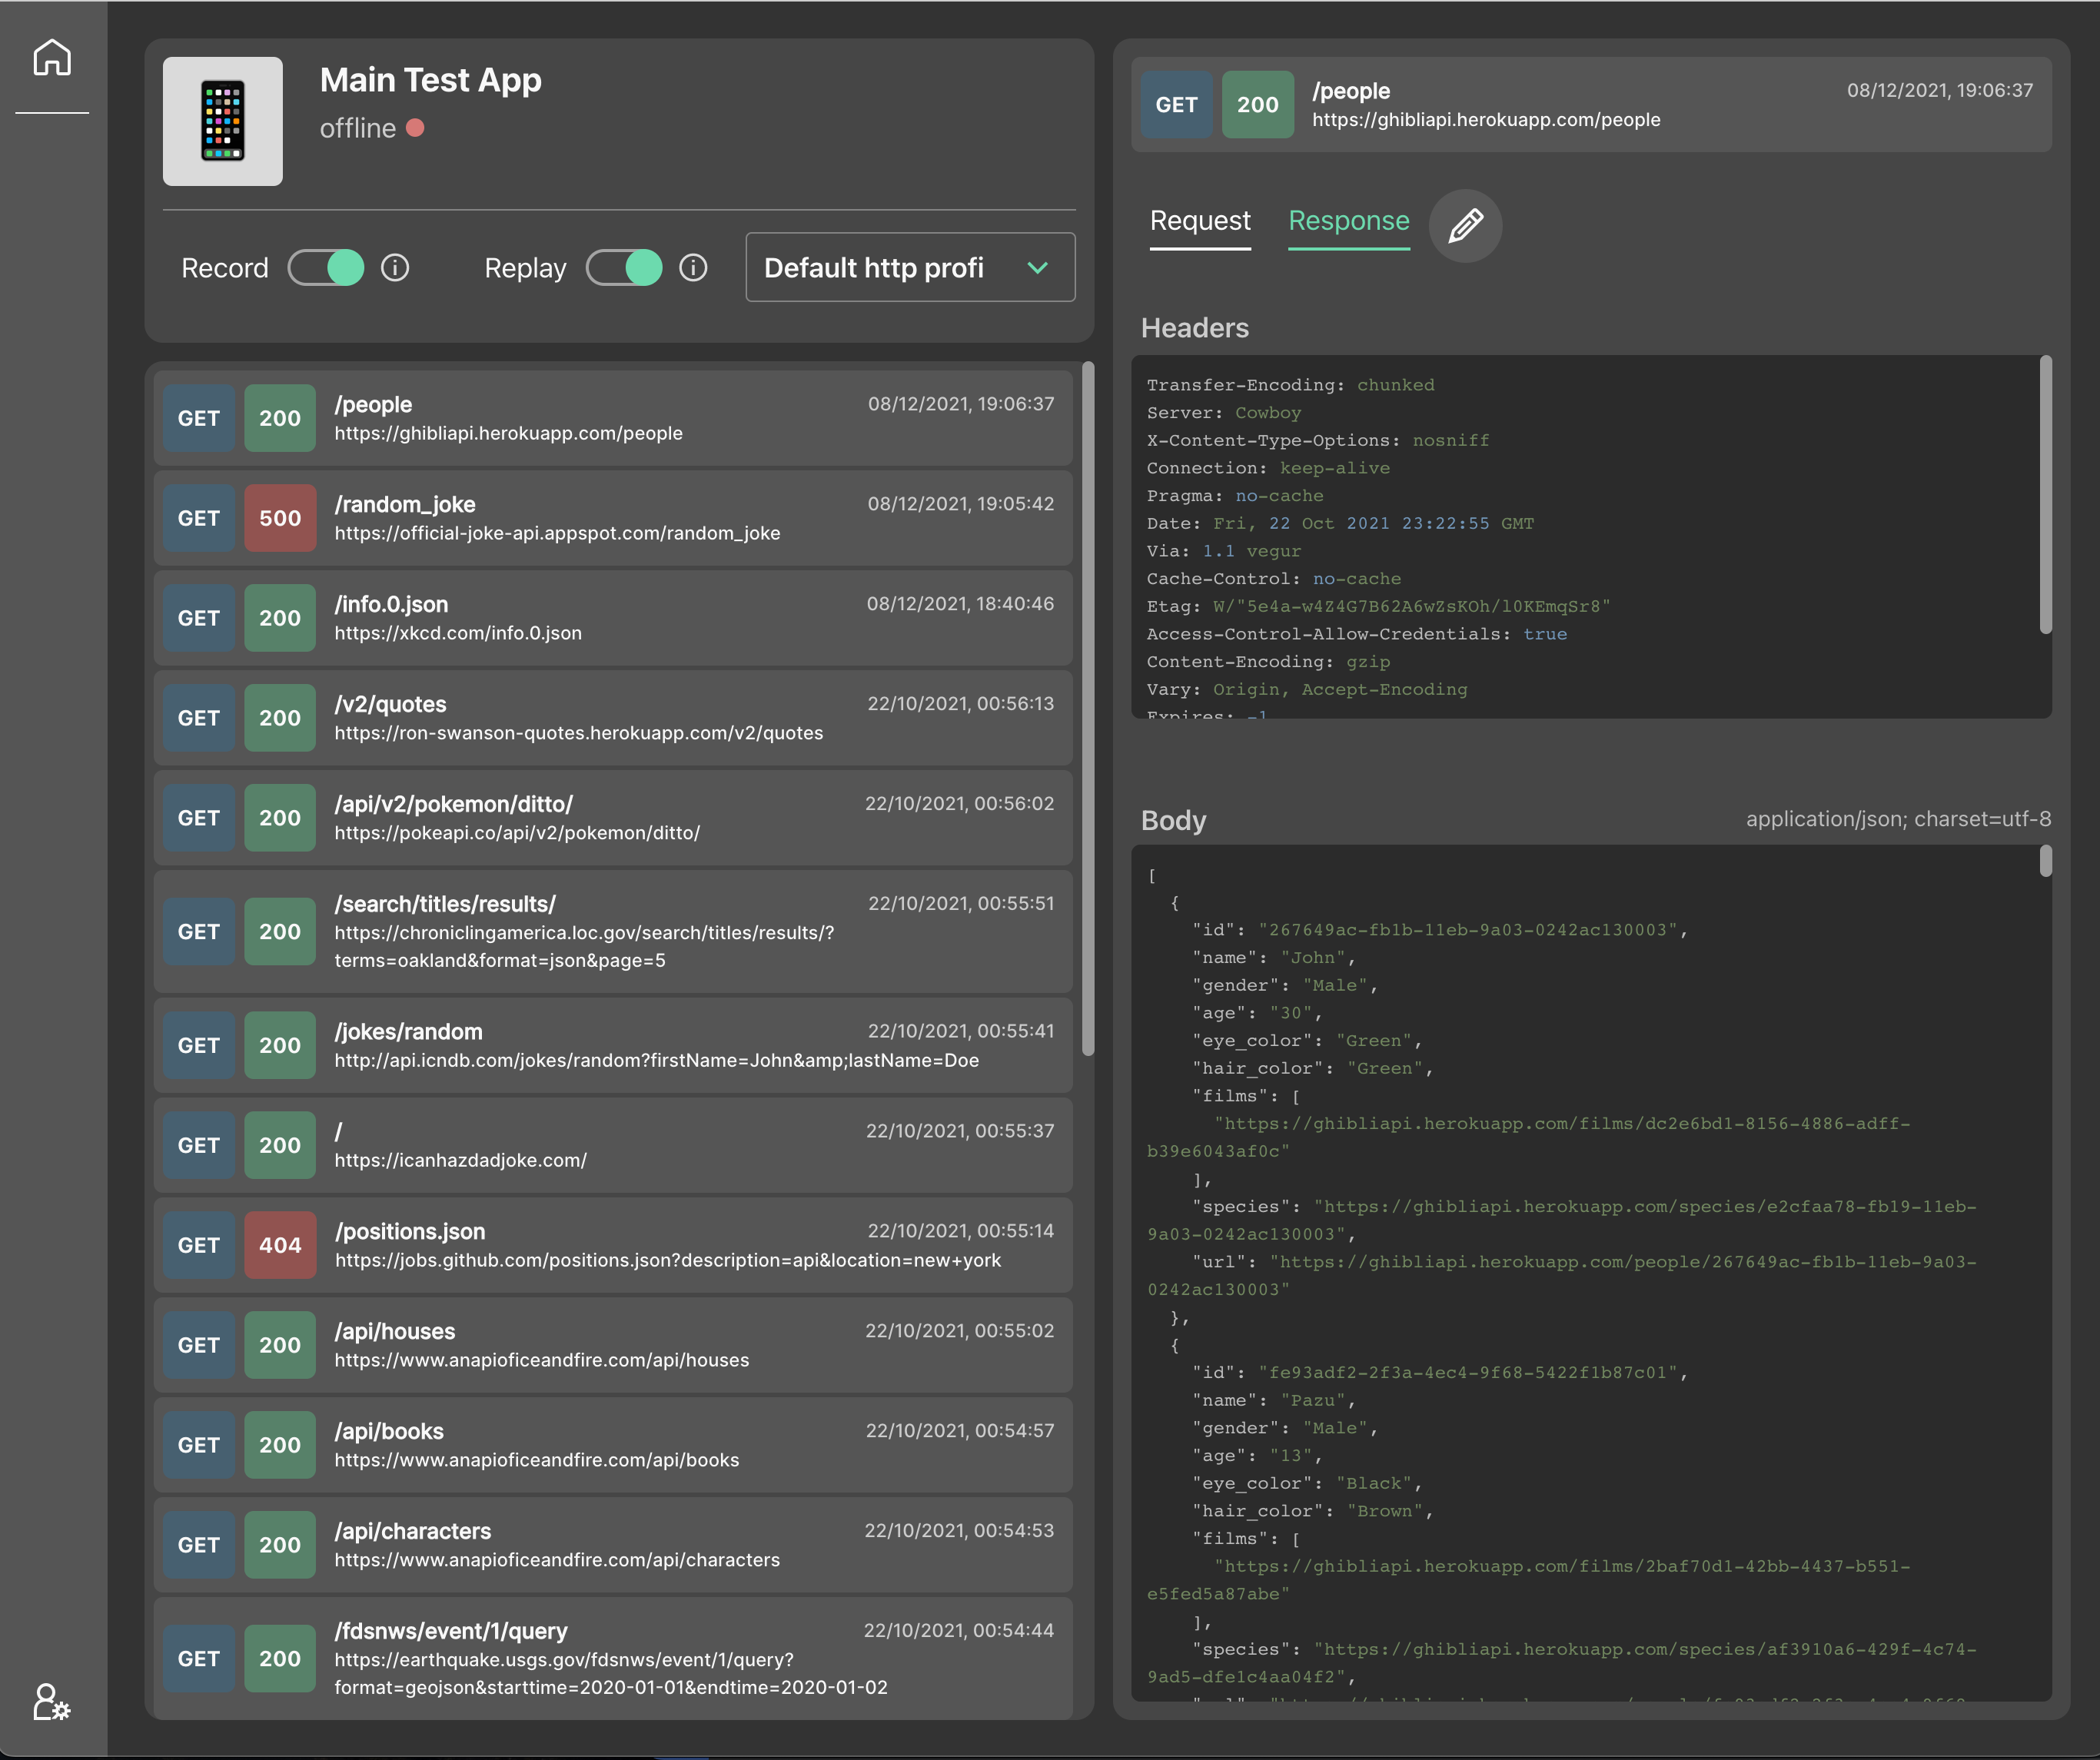 Main Test App
offline
Record
Replay
Default http profi
GET 200 /people 08/12/2021, 19:06:37
https://ghibliapi.herokuapp.com/people
GET 500 /random_joke 08/12/2021, 19:05:42
https://official-joke-api.appspot.com/random_joke
GET 200 /info.0.json 08/12/2021, 18:40:46
https://xkcd.com/info.0.json
GET 200 /v2/quotes 22/10/2021, 00:56:13
https://ron-swanson-quotes.herokuapp.com/v2/quotes
GET 200 /api/v2/pokemon/ditto/ 22/10/2021, 00:56:02
https://pokeapi.co/api/v2/pokemon/ditto/
GET 200 /search/titles/results/ 22/10/2021, 00:55:51
https://chroniclingamerica.loc.gov/search/titles/results/?
terms=oakland&format=json&page=5
GET 200 /jokes/random 22/10/2021, 00:55:41
http://api.icndb.com/jokes/random?firstName=John&amp;lastName=Doe
GET 200 / 22/10/2021, 00:55:37
https://icanhazdadjoke.com/
GET 404 /positions.json 22/10/2021, 00:55:14
https://jobs.github.com/positions.json?description=api&location=new+york
GET 200 /api/houses 22/10/2021, 00:55:02
https://www.anapioficeandfire.com/api/houses
GET 200 /api/books 22/10/2021, 00:54:57
https://www.anapioficeandfire.com/api/books
GET 200 /api/characters 22/10/2021, 00:54:53
https://www.anapioficeandfire.com/api/characters
GET 200 /fdsnws/event/1/query 22/10/2021, 00:54:44
https://earthquake.usgs.gov/fdsnws/event/1/query?
format=geojson&starttime=2020-01-01&endtime=2020-01-02
GET 200 /people 08/12/2021, 19:06:37
https://ghibliapi.herokuapp.com/people
Request Response
Headers
Transfer-Encoding: chunked
Server: Cowboy
X-Content-Type-Options: nosniff
Connection: keep-alive
Pragma: no-cache
Date: Fri, 22 Oct 2021 23:22:55 GMT
Via: 1.1 vegur
Cache-Control: no-cache
Etag: W/"5e4a-w4Z4G7B62A6wZsKOh/l0KEmqSr8"
Access-Control-Allow-Credentials: true
Content-Encoding: gzip
Vary: Origin, Accept-Encoding
Expires: -1
Body application/json; charset=utf-8
[
{
"id": "267649ac-fb1b-11eb-9a03-0242ac130003",
"name": "John",
"gender": "Male",
"age": "30",
"eye_color": "Green",
"hair_color": "Green",
"films": [
"https://ghibliapi.herokuapp.com/films/dc2e6bd1-8156-4886-adff-
b39e6043af0c"
],
"species": "https://ghibliapi.herokuapp.com/species/e2cfaa78-fb19-11eb-
9a03-0242ac130003",
"url": "https://ghibliapi.herokuapp.com/people/267649ac-fb1b-11eb-9a03-
0242ac130003"
},
{
"id": "fe93adf2-2f3a-4ec4-9f68-5422f1b87c01",
"name": "Pazu",
"gender": "Male",
"age": "13",
"eye_color": "Black",
"hair_color": "Brown",
"films": [
"https://ghibliapi.herokuapp.com/films/2baf70d1-42bb-4437-b551-
e5fed5a87abe"
],
"species": "https://ghibliapi.herokuapp.com/species/af3910a6-429f-4c74-
9ad5-dfe1c4aa04f2",